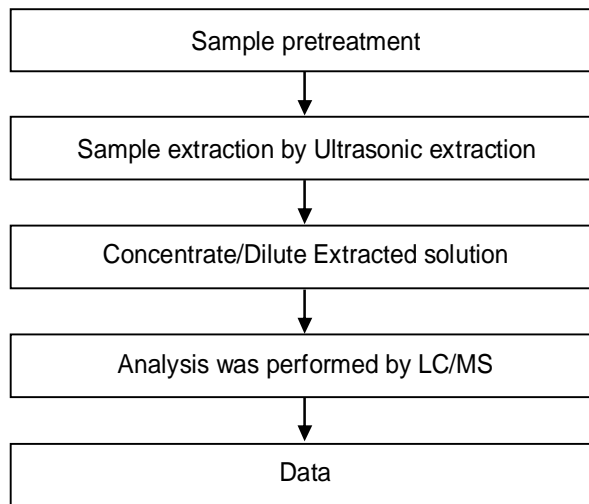 Sample pretreatment
Sample extraction by Ultrasonic extraction
Concentrate/Dilute Extracted solution
Analysis was performed by LC/MS
Data